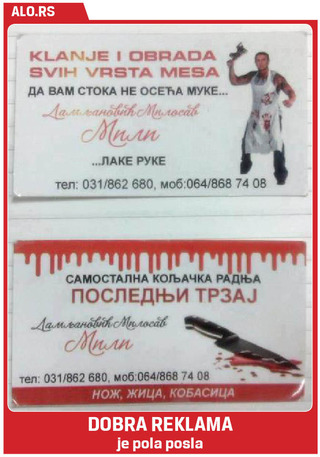 ALO.RS
KLANJE I OBRADA
SVIH VRSTA MESA
ДА ВАМ СТОКА НЕ ОСЕЋА МУКЕ...
Дамљановић Милосав
Мили
...ЛАКЕ РУКЕ
тел: 031/862 680, моб:064/868 74 08
САМОСТАЛНА КОЉАЧКА РАДЊА
ПОСЛЕДЊИ ТРЗАЈ
Дамљановић Милосав
Мили
тел: 031/862 680, моб:064/868 74 08
НОЖ, ЖИЦА, КОБАСИЦА
DOBRA REKLAMA
je pola posla